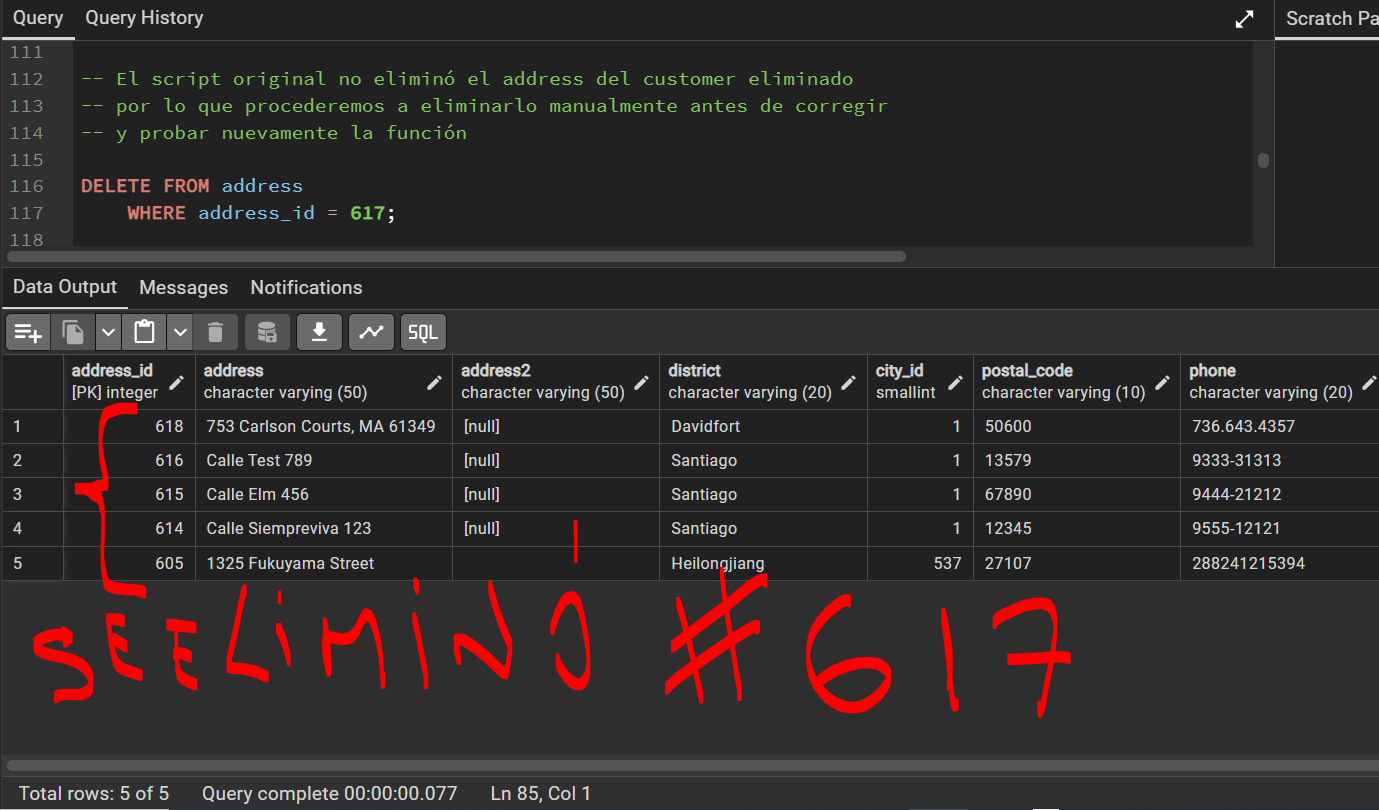 Query Query History Scratch Pa
111
112 -- El script original no eliminó el address del customer eliminado
113 -- por lo que procederemos a eliminarlo manualmente antes de corregir
114 -- y probar nuevamente la función
115
116 DELETE FROM address
117 WHERE address_id = 617;
118
Data Output Messages Notifications
SQL
address_id address address2 district city_id postal_code phone
[PK] integer character varying (50) character varying (50) character varying (20) smallint character varying (10) character varying (20)
1 618 753 Carlson Courts, MA 61349 [null] Davidfort 1 50600 736.643.4357
2 616 Calle Test 789 [null] Santiago 1 13579 9333-31313
3 615 Calle Elm 456 [null] Santiago 1 67890 9444-21212
4 614 Calle Siempreviva 123 [null] Santiago 1 12345 9555-12121
5 605 1325 Fukuyama Street Heilongjiang 537 27107 288241215394
SE ELIMINÓ #617
Total rows: 5 of 5 Query complete 00:00:00.077 Ln 85, Col 1